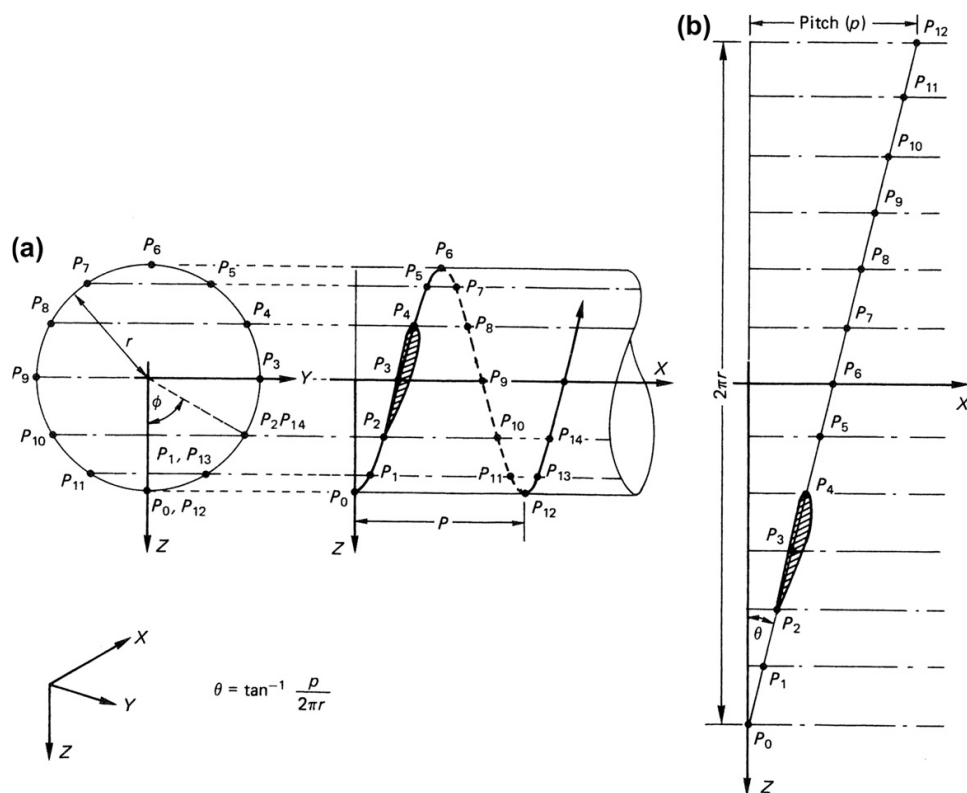 (a)
P6
P7
P5
P8
P4
r
P3
P9
Y
ϕ
P10
P2P14
P1, P13
P11
P0, P12
Z
P6
P5
P7
P4
P8
P3
P9
X
P2
P10
P14
P1
P11
P13
P0
P
P12
Z
X
Y
Z
θ = tan⁻¹ p/2πr
(b)
Pitch (p)
P12
P11
P10
P9
P8
P7
2πr
P6
X
P5
P4
P3
θ
P2
P1
P0
Z